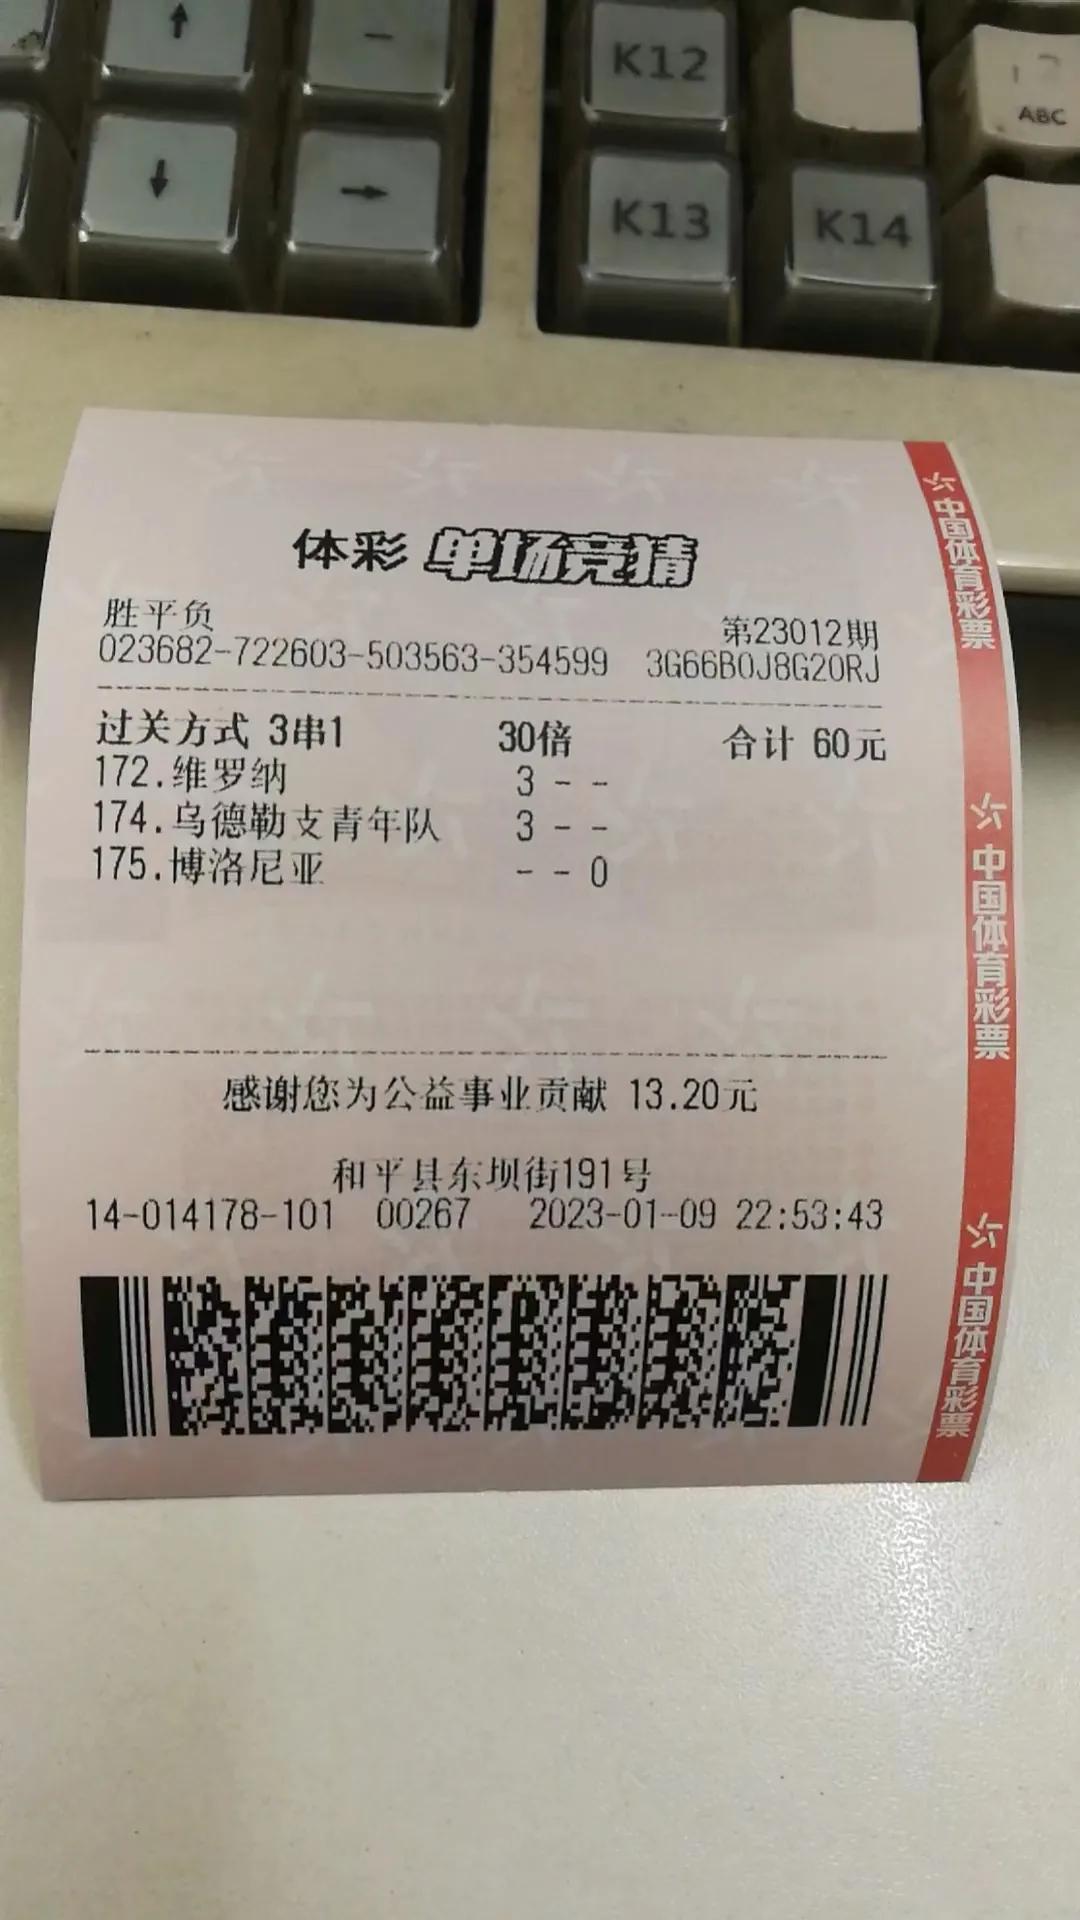 ↑
-
K12
ABC
↓
→
K13
K14
体彩 单场竞猜
胜平负
第23012期
023682-722603-503563-354599 3G66B0J8G20RJ
过关方式 3串1 30倍 合计 60元
172.维罗纳 3 - -
174.乌德勒支青年队 3 - -
175.博洛尼亚 - - 0
感谢您为公益事业贡献 13.20元
和平县东坝街191号
14-014178-101 00267 2023-01-09 22:53:43
中国体育彩票
中国体育彩票
中国体育彩票